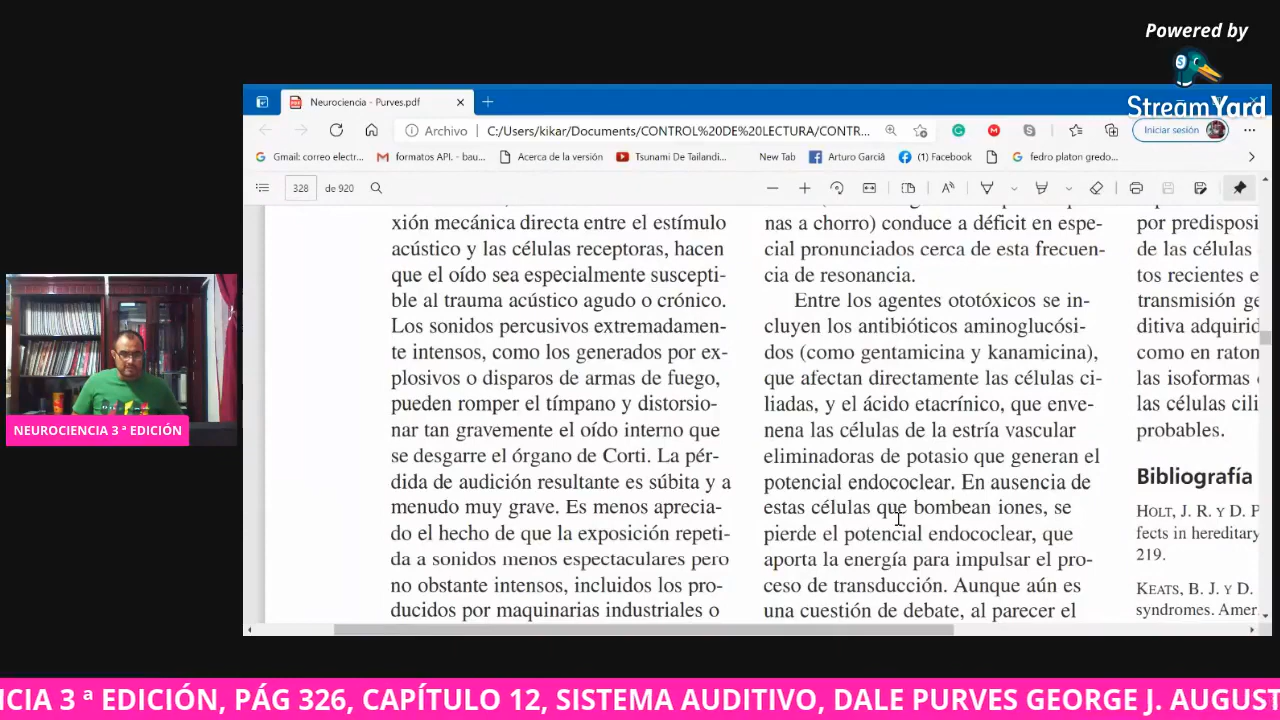 Powered by
StreamYard
Neurociencia - Purves.pdf
Archivo
C:/Users/kikar/Documents/CONTROL%20DE%20LECTURA/CONTR...
Iniciar sesión
Gmail: correo electr...
formatos API. - bau...
Acerca de la versión
Tsunami De Tailandi...
New Tab
Arturo Garciâ
(1) Facebook
fedro platon gredo...
328
de 920
xión mecánica directa entre el estímulo
acústico y las células receptoras, hacen
que el oído sea especialmente suscepti-
ble al trauma acústico agudo o crónico.
Los sonidos percusivos extremadamen-
te intensos, como los generados por ex-
plosivos o disparos de armas de fuego,
pueden romper el tímpano y distorsio-
nar tan gravemente el oído interno que
se desgarre el órgano de Corti. La pér-
dida de audición resultante es súbita y a
menudo muy grave. Es menos aprecia-
do el hecho de que la exposición repeti-
da a sonidos menos espectaculares pero
no obstante intensos, incluidos los pro-
ducidos por maquinarias industriales o
nas a chorro) conduce a déficit en espe-
cial pronunciados cerca de esta frecuen-
cia de resonancia.
Entre los agentes ototóxicos se in-
cluyen los antibióticos aminoglucósi-
dos (como gentamicina y kanamicina),
que afectan directamente las células ci-
liadas, y el ácido etacrínico, que enve-
nena las células de la estría vascular
eliminadoras de potasio que generan el
potencial endococlear. En ausencia de
estas células que bombean iones, se
pierde el potencial endococlear, que
aporta la energía para impulsar el pro-
ceso de transducción. Aunque aún es
una cuestión de debate, al parecer el
por predisposi
de las células
tos recientes e
transmisión ge
ditiva adquirid
como en raton
las isoformas
las células cili
probables.
Bibliografía
HOLT, J. R. Y D. P
fects in hereditary
219.
KEATS, B. J. Y D.
syndromes. Amer
NEUROCIENCIA 3 ª EDICIÓN
NCIA 3 ª EDICIÓN, PÁG 326, CAPÍTULO 12, SISTEMA AUDITIVO, DALE PURVES GEORGE J. AUGUST